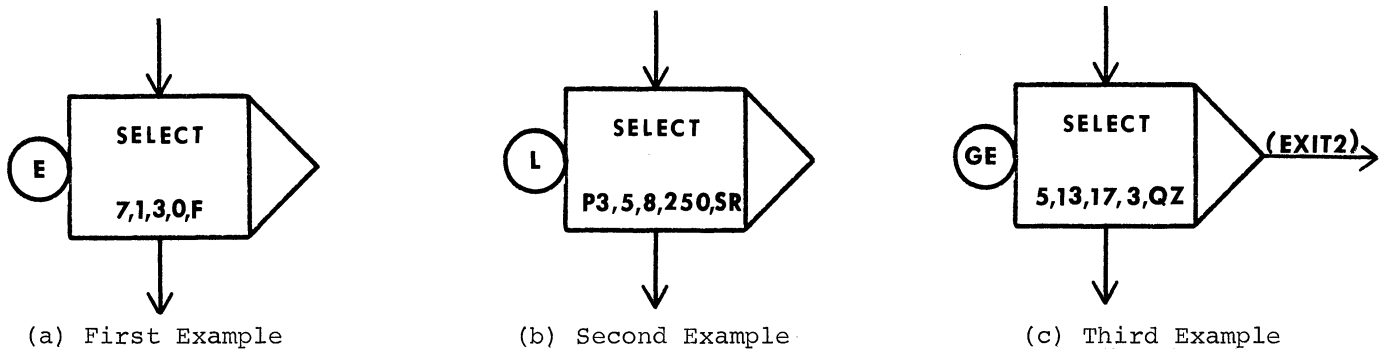 SELECT
E
7,1,3,0,F
(a) First Example
SELECT
L
P3,5,8,250,SR
(b) Second Example
SELECT
GE
(EXIT2)
5,13,17,3,QZ
(c) Third Example